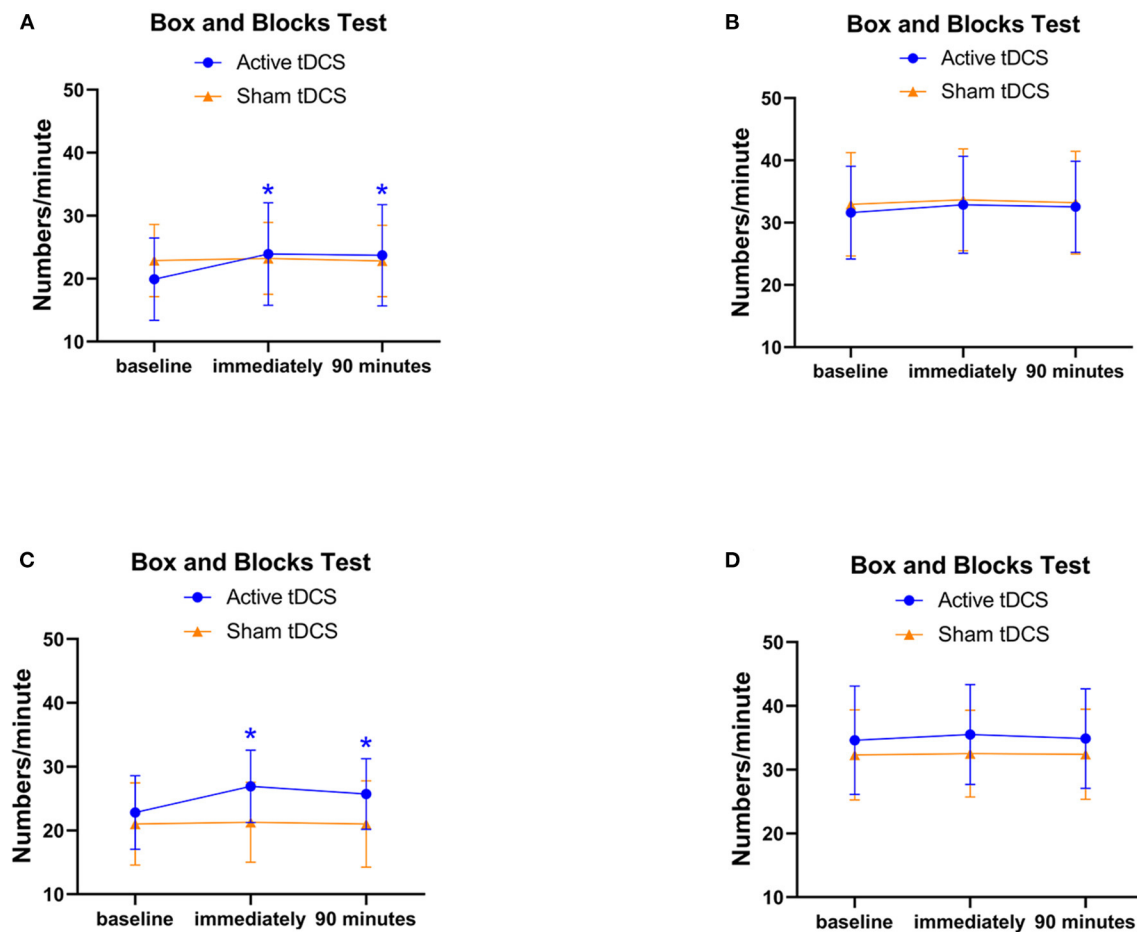 A
Box and Blocks Test
Active tDCS
Sham tDCS
Numbers/minute
50
40
30
20
10
*
*
baseline
immediately
90 minutes
B
Box and Blocks Test
Active tDCS
Sham tDCS
Numbers/minute
50
40
30
20
10
baseline
immediately
90 minutes
C
Box and Blocks Test
Active tDCS
Sham tDCS
Numbers/minute
50
40
30
20
10
*
*
baseline
immediately
90 minutes
D
Box and Blocks Test
Active tDCS
Sham tDCS
Numbers/minute
50
40
30
20
10
baseline
immediately
90 minutes